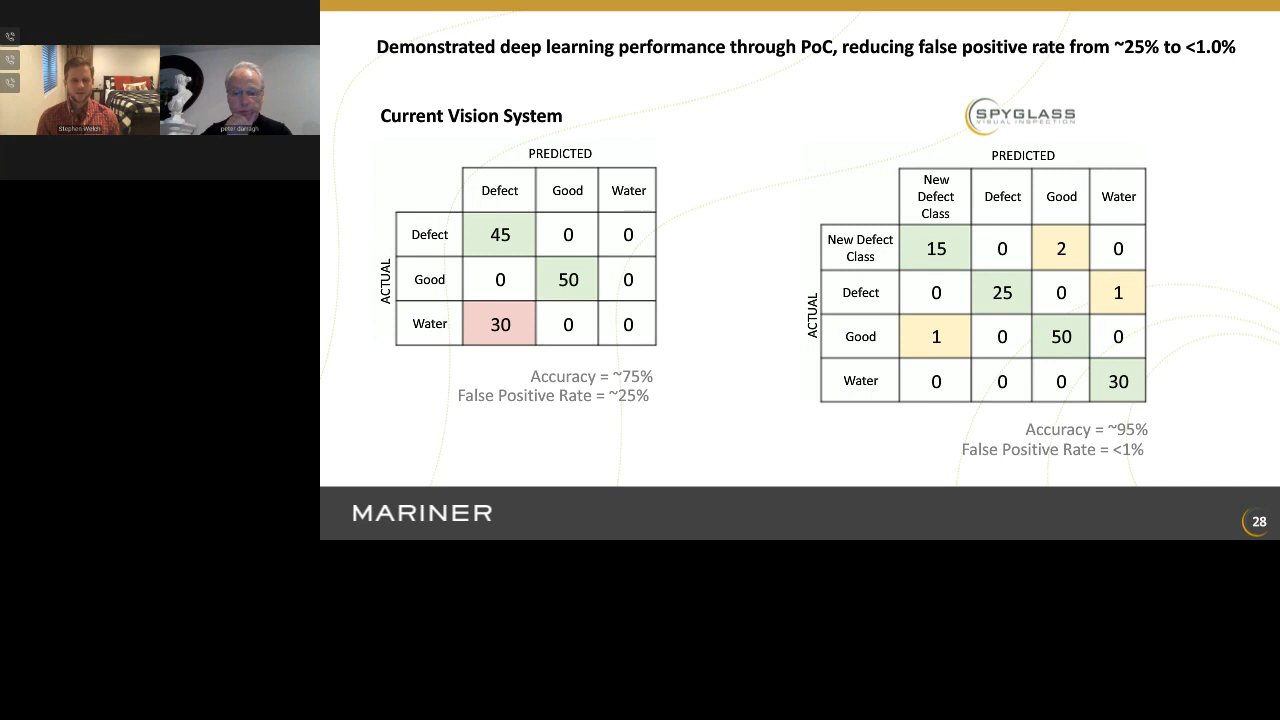 Demonstrated deep learning performance through PoC, reducing false positive rate from ~25% to <1.0%
Stephen Welch
peter darragh
Current Vision System
PREDICTED
Defect Good Water
ACTUAL
Defect 45 0 0
Good 0 50 0
Water 30 0 0
Accuracy = ~75%
False Positive Rate = ~25%
SPYGLASS
VISUAL INSPECTION
PREDICTED
New Defect Class Defect Good Water
ACTUAL
New Defect Class 15 0 2 0
Defect 0 25 0 1
Good 1 0 50 0
Water 0 0 0 30
Accuracy = ~95%
False Positive Rate = <1%
MARINER
28